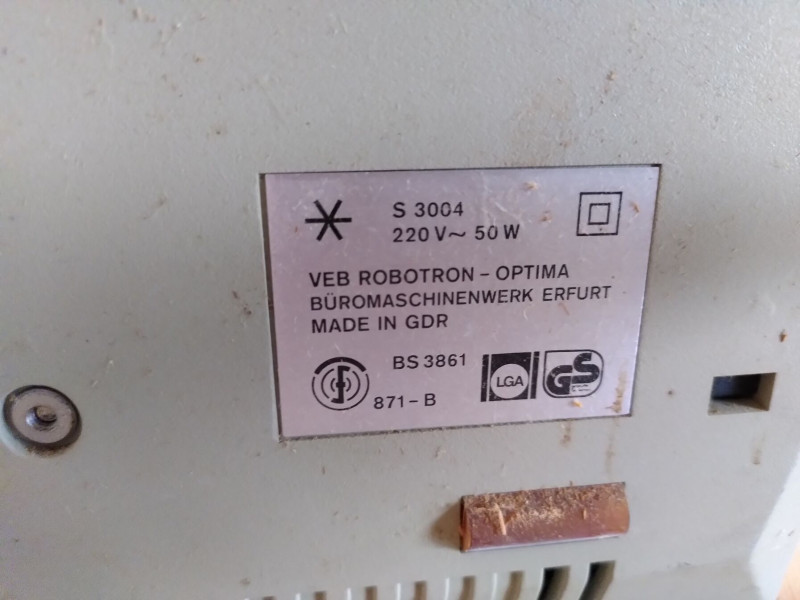 S 3004
220 V~ 50 W
VEB ROBOTRON - OPTIMA
BÜROMASCHINENWERK ERFURT
MADE IN GDR
BS 3861
LGA
GS
871-B